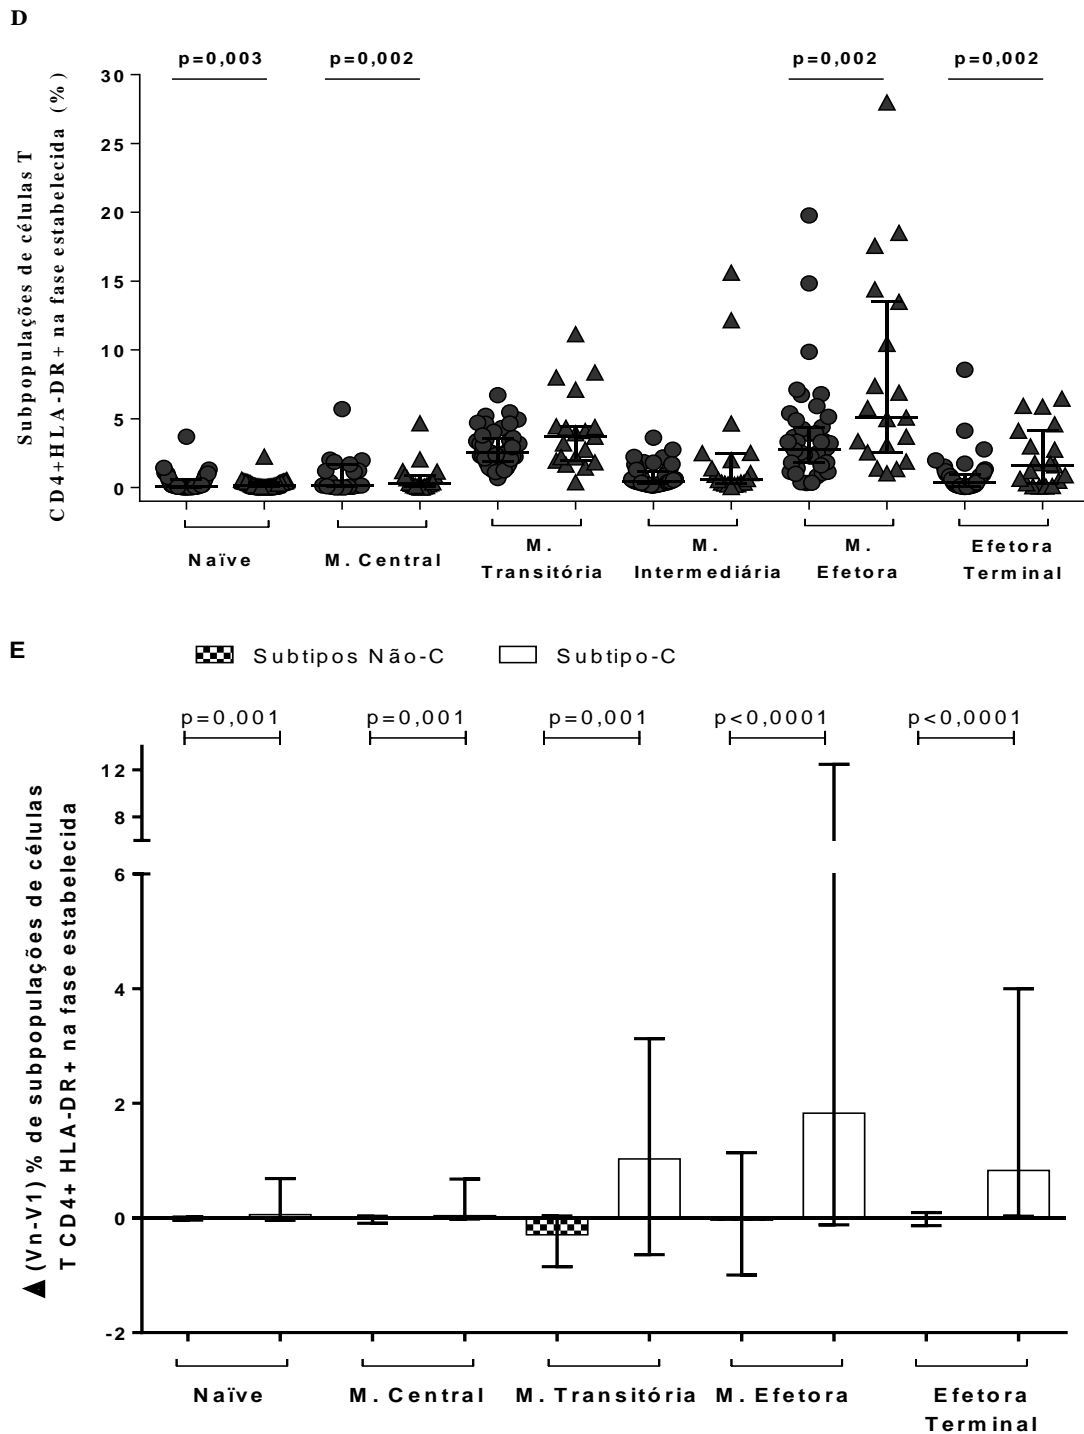 D
p=0,003 p=0,002 p=0,002 p=0,002
Subpopulações de células T
CD4+HLA-DR+ na fase estabelecida (%)
30
25
20
15
10
5
0
Naïve
M. Central
M.
Transitória
M.
Intermediária
M.
Efetora
Efetora
Terminal
E
Subtipos Não-C
Subtipo-C
p=0,001 p=0,001 p=0,001 p<0,0001 p<0,0001
▲(Vn-V1) % de subpopulações de células
T CD4+ HLA-DR+ na fase estabelecida
12
8
6
4
2
0
-2
Naïve
M. Central
M. Transitória
M. Efetora
Efetora
Terminal